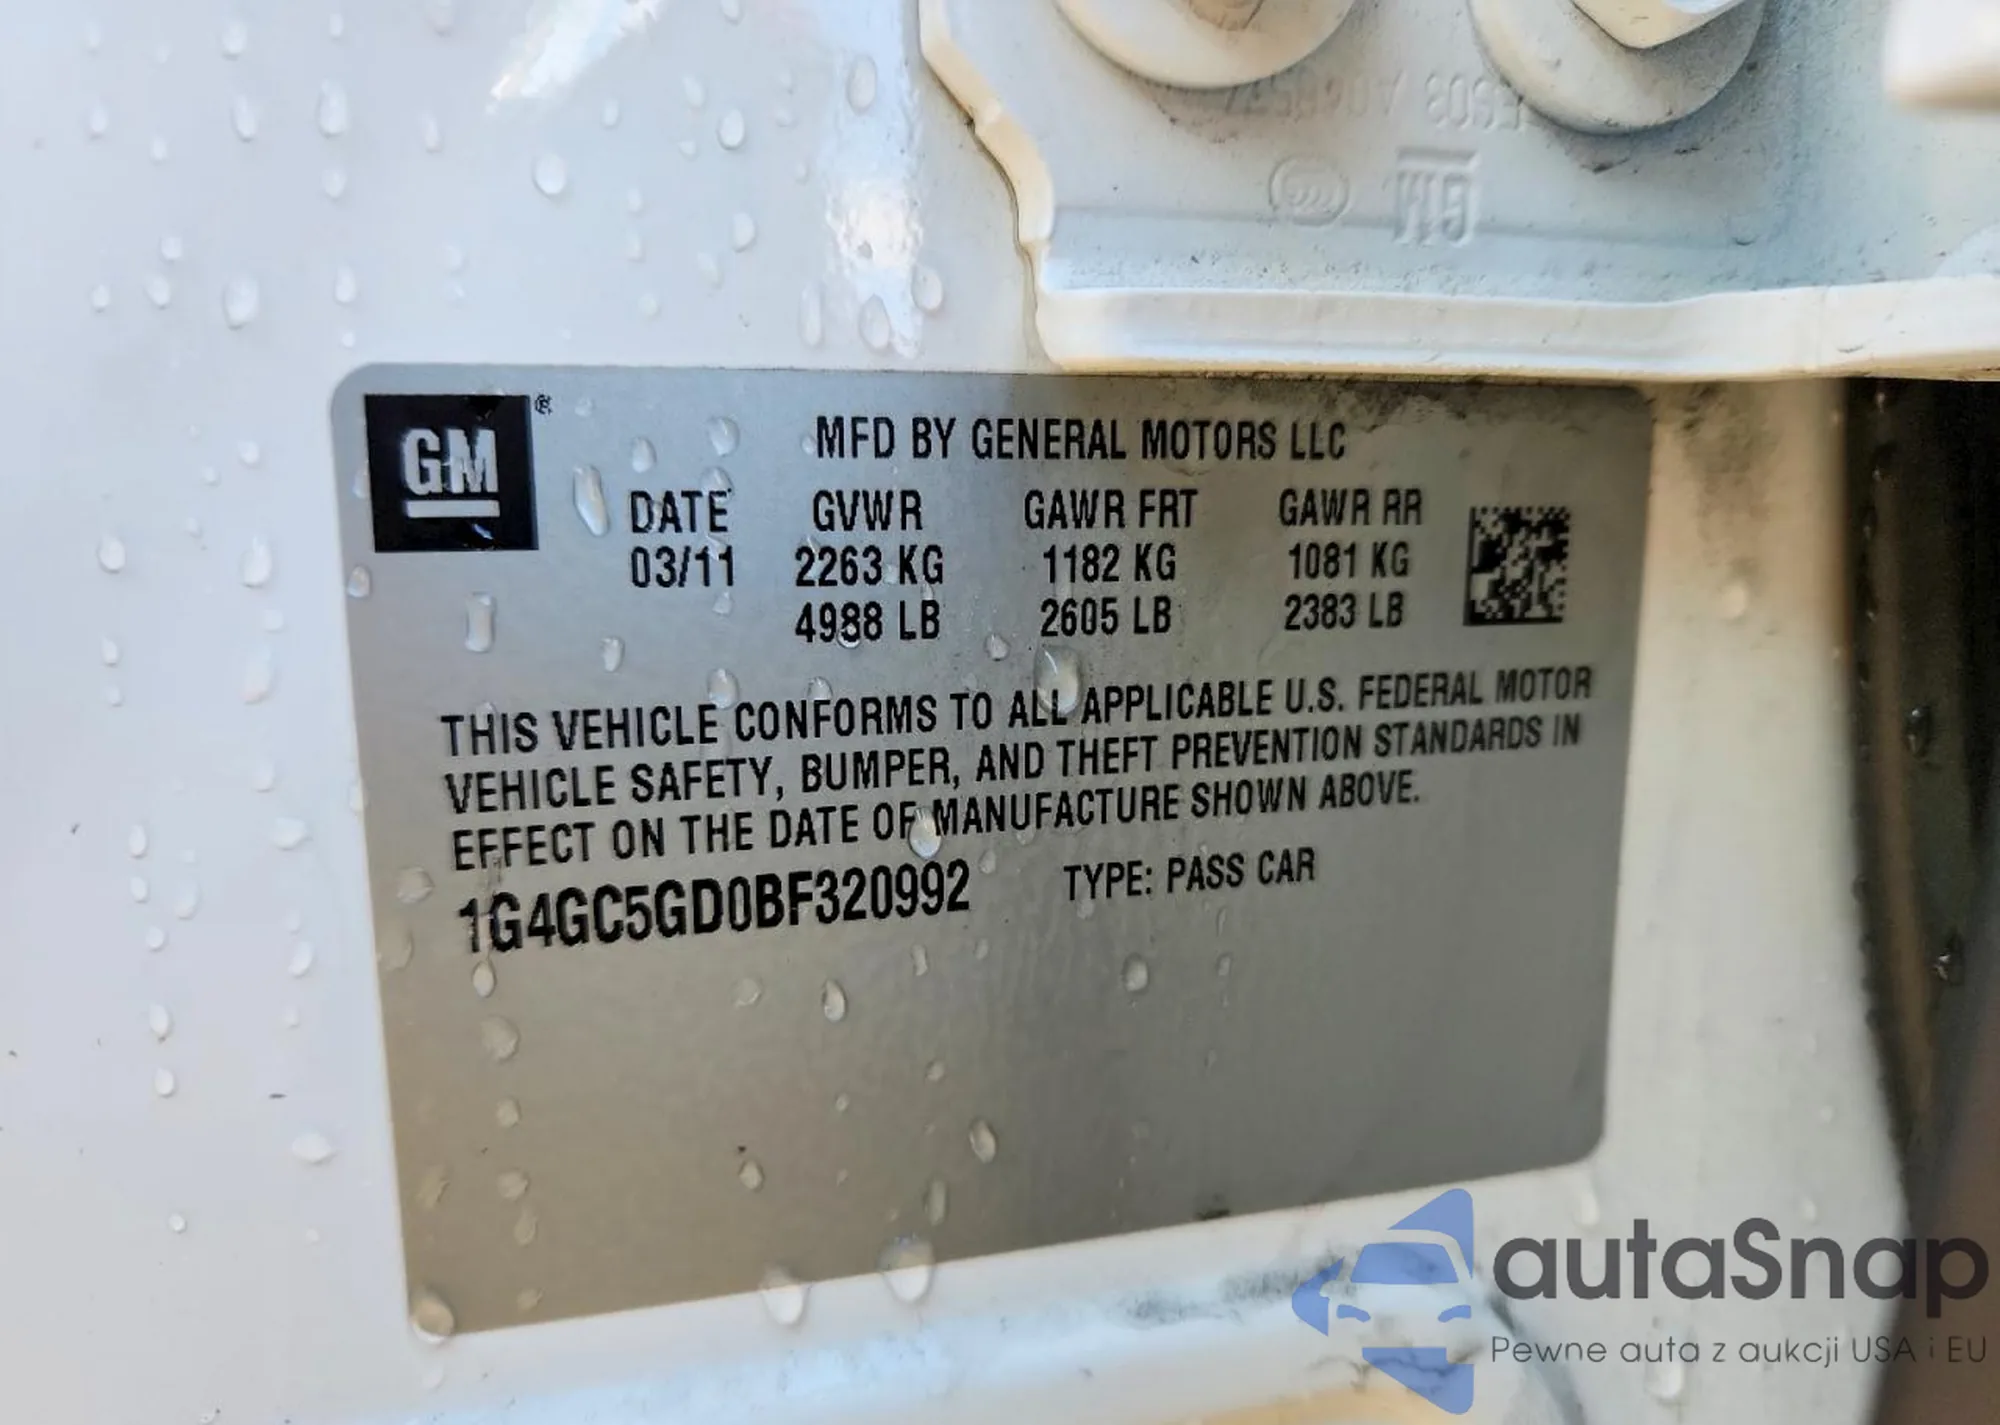 GM
®
MFD BY GENERAL MOTORS LLC
DATE GVWR GAWR FRT GAWR RR
03/11 2263 KG 1182 KG 1081 KG
4988 LB 2605 LB 2383 LB
THIS VEHICLE CONFORMS TO ALL APPLICABLE U.S. FEDERAL MOTOR
VEHICLE SAFETY, BUMPER, AND THEFT PREVENTION STANDARDS IN
EFFECT ON THE DATE OF MANUFACTURE SHOWN ABOVE.
1G4GC5GD0BF320992 TYPE: PASS CAR
autaSnap
Pewne auta z aukcji USA i EU